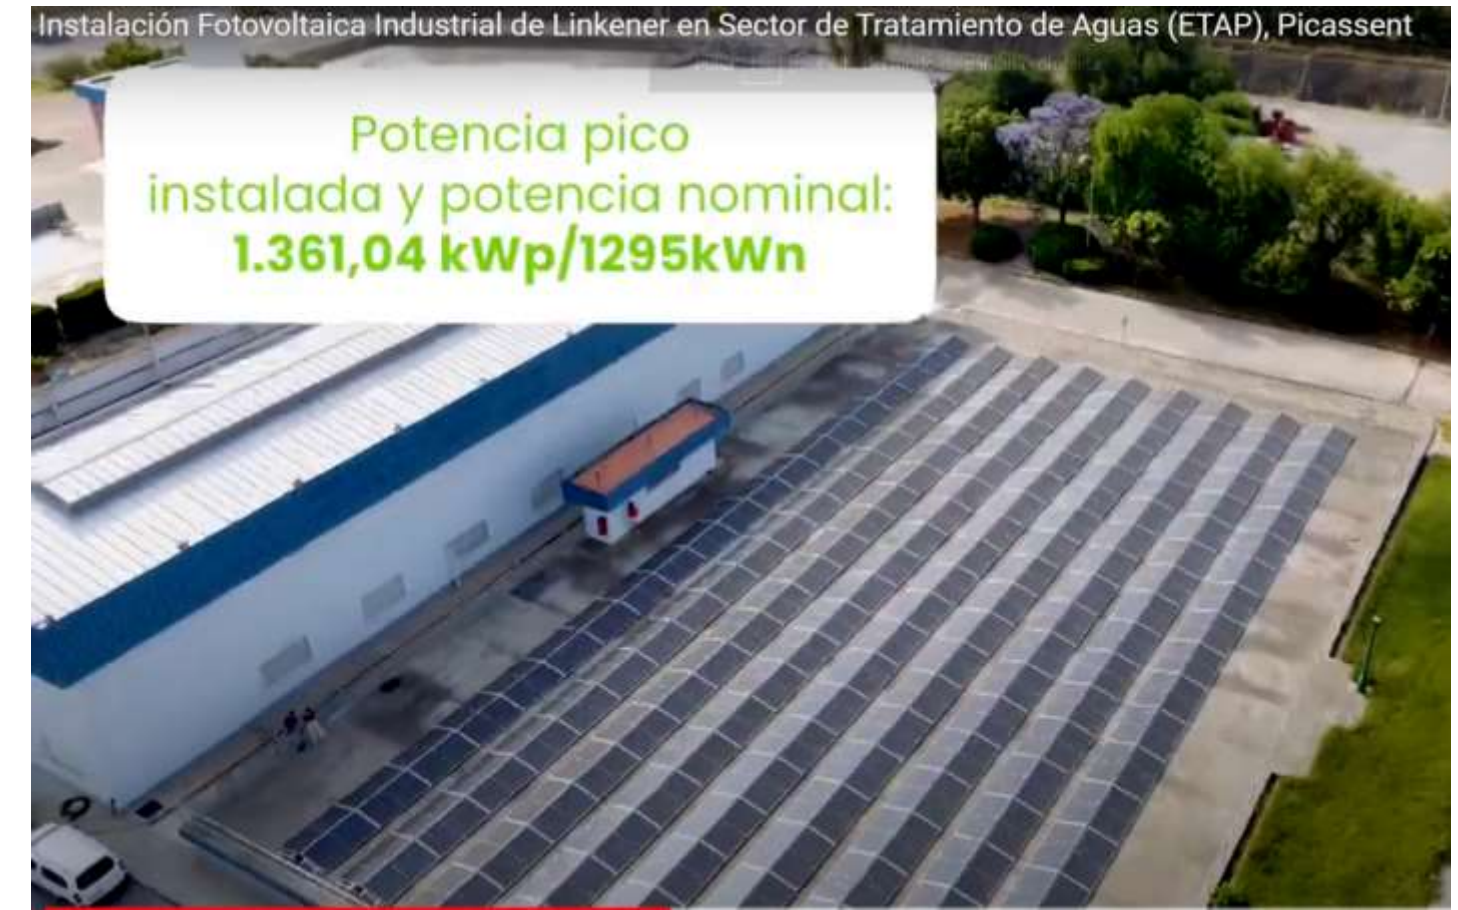 Instalación Fotovoltaica Industrial de Linkener en Sector de Tratamiento de Aguas (ETAP), Picassent
Potencia pico
instalada y potencia nominal:
1.361,04 kWp/1295kWn